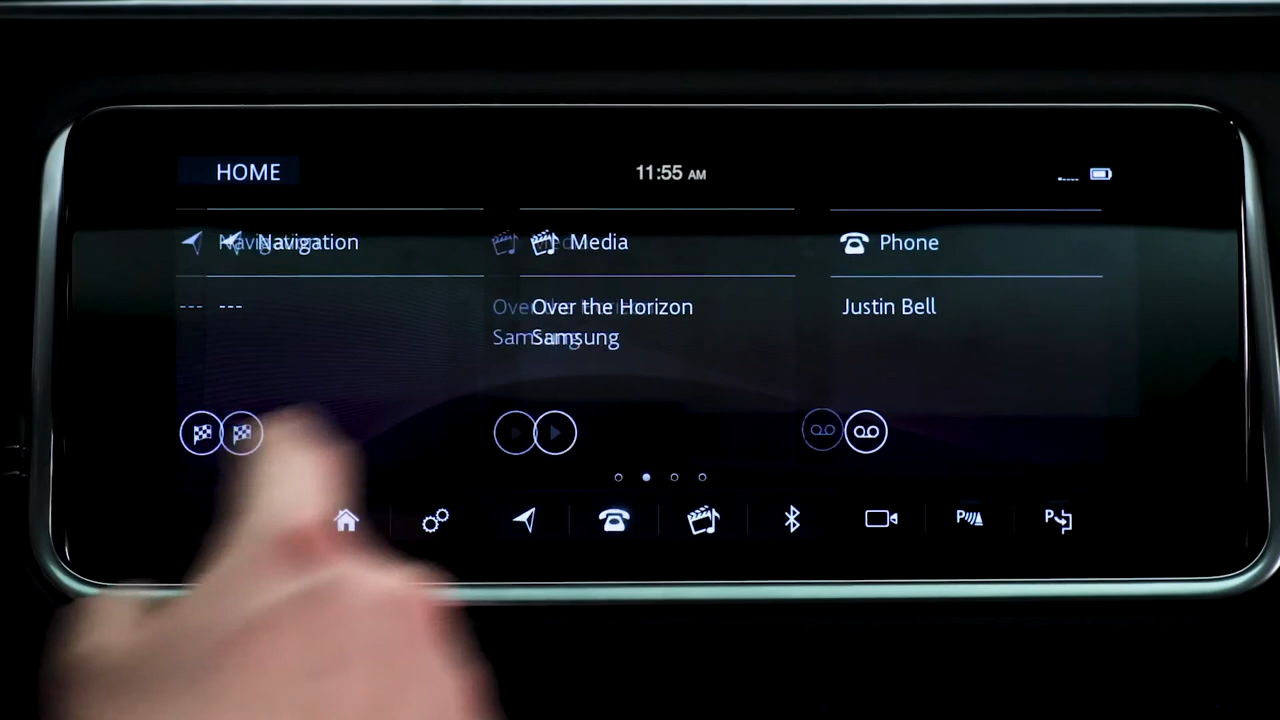 HOME
11:55 AM
Navigation
Media
Phone
---
Over the Horizon
Samsung
Justin Bell